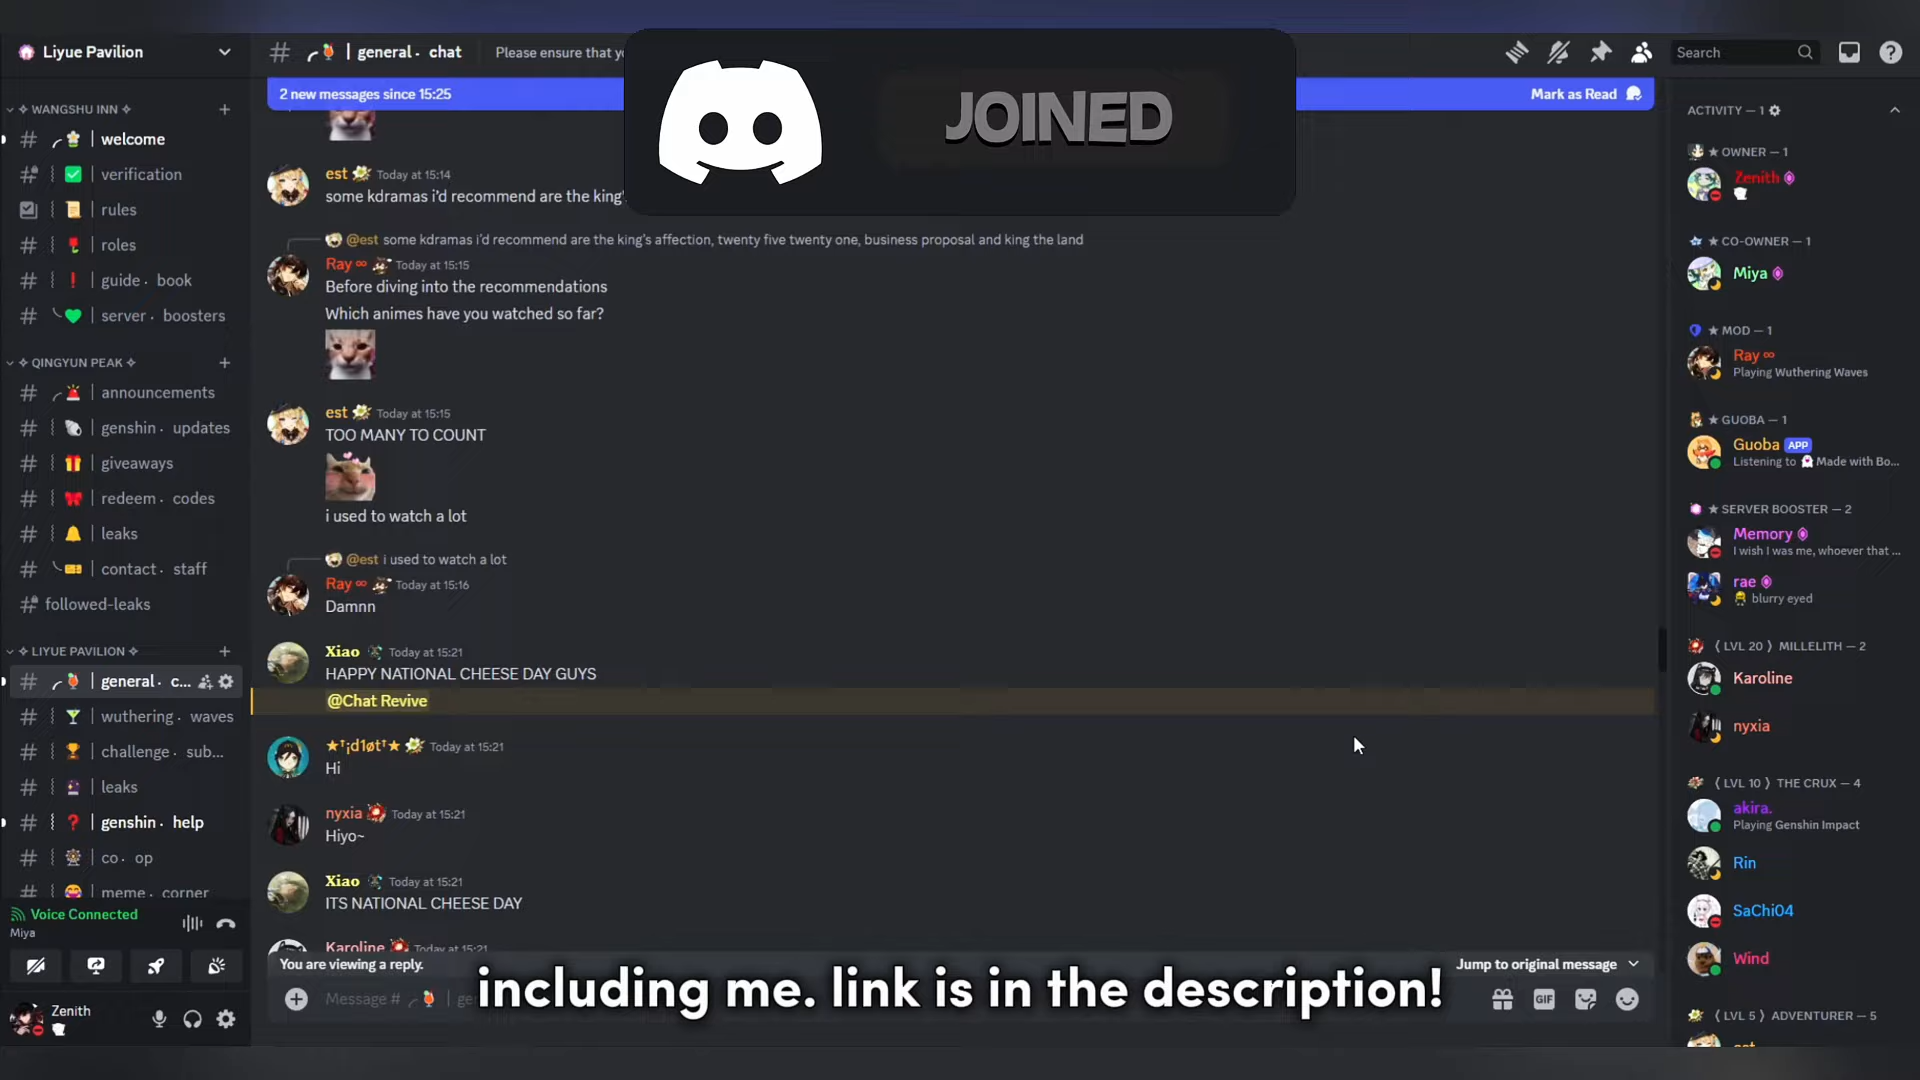 Liyue Pavilion
general · chat
Please ensure that yo
Search
JOINED
2 new messages since 15:25
Mark as Read
WANGSHU INN
welcome
verification
rules
roles
guide · book
server · boosters
QINGYUN PEAK
announcements
genshin · updates
giveaways
redeem · codes
leaks
contact · staff
followed-leaks
LIYUE PAVILION
general · c...
wuthering · waves
challenge · sub...
leaks
genshin · help
co · op
meme · corner
Voice Connected
Miya
Zenith
est Today at 15:14
some kdramas i'd recommend are the king'
@est some kdramas i'd recommend are the king's affection, twenty five twenty one, business proposal and king the land
Ray ∞ Today at 15:15
Before diving into the recommendations
Which animes have you watched so far?
est Today at 15:15
TOO MANY TO COUNT
i used to watch a lot
@est i used to watch a lot
Ray ∞ Today at 15:16
Damnn
Xiao Today at 15:21
HAPPY NATIONAL CHEESE DAY GUYS
@Chat Revive
★†¡d1øt†★ Today at 15:21
Hi
nyxia Today at 15:21
Hiyo~
Xiao Today at 15:21
ITS NATIONAL CHEESE DAY
Karoline Today at 15:21
You are viewing a reply.
Jump to original message
Message #
GIF
including me. link is in the description!
ACTIVITY — 1
★ OWNER — 1
Zenith
★ CO-OWNER — 1
Miya
★ MOD — 1
Ray ∞
Playing Wuthering Waves
★ GUOBA — 1
Guoba APP
Listening to Made with Bo...
★ SERVER BOOSTER — 2
Memory
I wish I was me, whoever that ...
rae
blurry eyed
( LVL 20 ) MILLELITH — 2
Karoline
nyxia
( LVL 10 ) THE CRUX — 4
akira.
Playing Genshin Impact
Rin
SaChi04
Wind
( LVL 5 ) ADVENTURER — 5
est